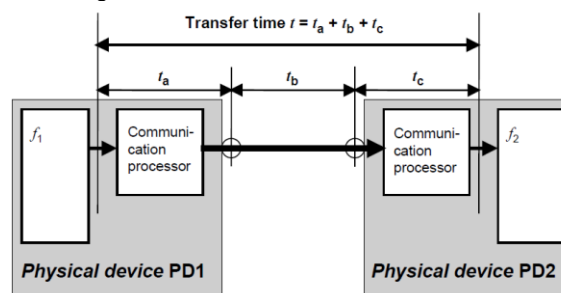 Transfer time t = ta + tb + tc
ta
tb
tc
f1
Communi-
cation
processor
Communi-
cation
processor
f2
Physical device PD1
Physical device PD2